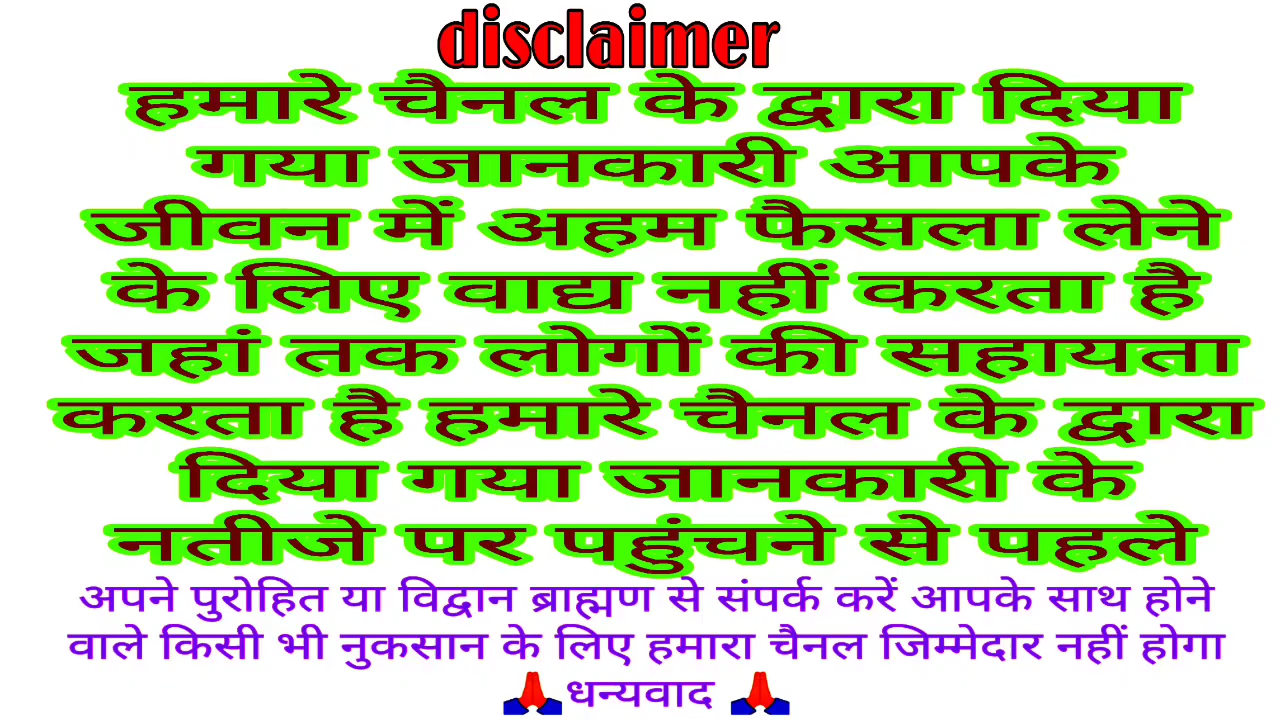 disclaimer
हमारे चैनल के द्वारा दिया
गया जानकारी आपके
जीवन में अहम फैसला लेने
के लिए वाद्य नहीं करता है
जहां तक लोगों की सहायता
करता है हमारे चैनल के द्वारा
दिया गया जानकारी के
नतीजे पर पहुंचने से पहले
अपने पुरोहित या विद्वान ब्राह्मण से संपर्क करें आपके साथ होने
वाले किसी भी नुकसान के लिए हमारा चैनल जिम्मेदार नहीं होगा
🙏धन्यवाद 🙏